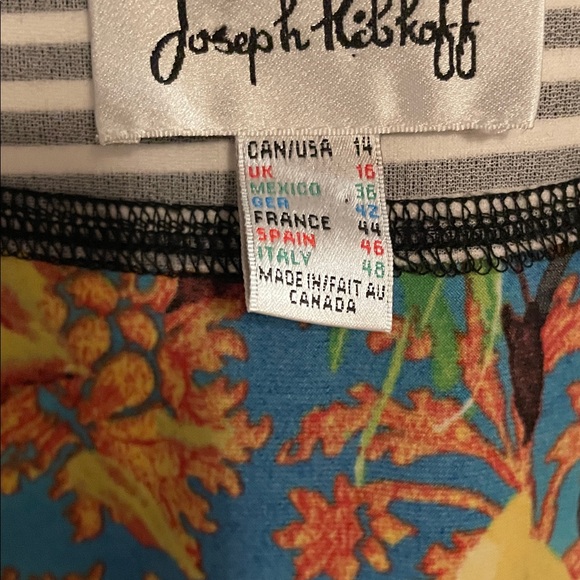 Joseph Ribkoff
CAN/USA 14
UK 16
MEXICO 36
GER 42
FRANCE 44
SPAIN 46
ITALY 48
MADE IN/FAIT AU
CANADA